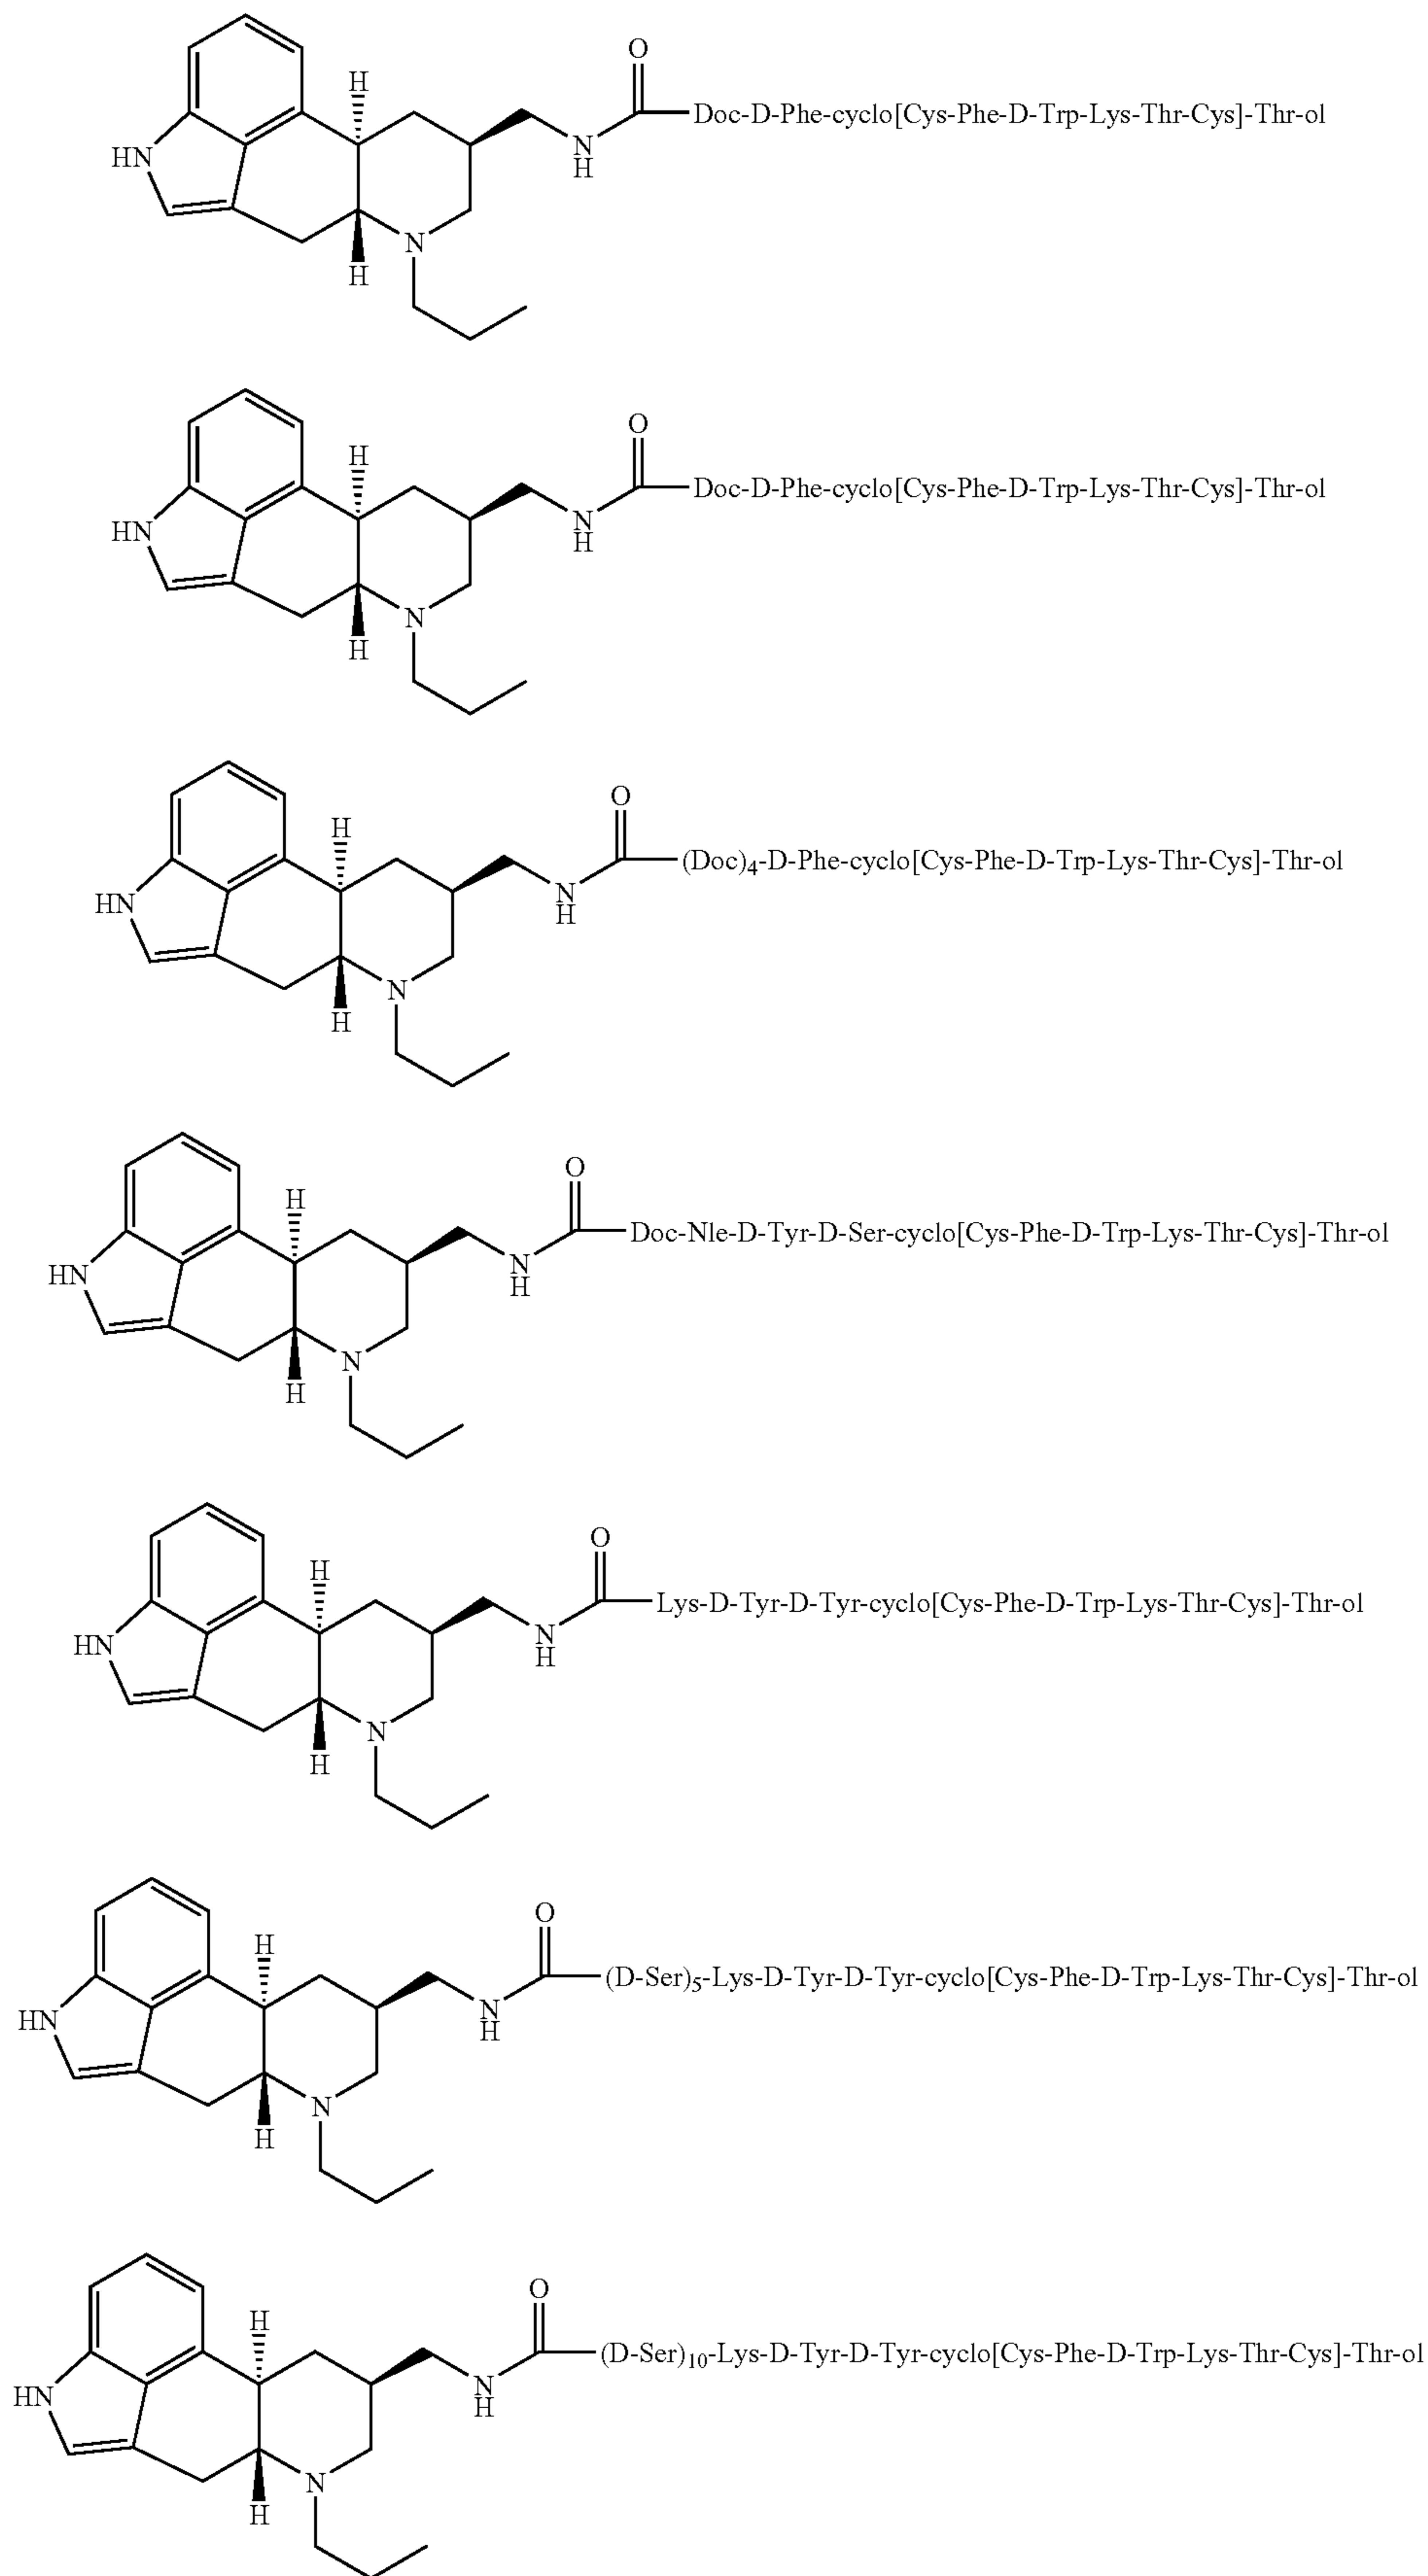 H
O
Doc-D-Phe-cyclo[Cys-Phe-D-Trp-Lys-Thr-Cys]-Thr-ol
HN
N
H
N
H
H
O
Doc-D-Phe-cyclo[Cys-Phe-D-Trp-Lys-Thr-Cys]-Thr-ol
HN
N
H
N
H
H
O
(Doc)4-D-Phe-cyclo[Cys-Phe-D-Trp-Lys-Thr-Cys]-Thr-ol
HN
N
H
N
H
H
O
Doc-Nle-D-Tyr-D-Ser-cyclo[Cys-Phe-D-Trp-Lys-Thr-Cys]-Thr-ol
HN
N
H
N
H
H
O
Lys-D-Tyr-D-Tyr-cyclo[Cys-Phe-D-Trp-Lys-Thr-Cys]-Thr-ol
HN
N
H
N
H
H
O
(D-Ser)5-Lys-D-Tyr-D-Tyr-cyclo[Cys-Phe-D-Trp-Lys-Thr-Cys]-Thr-ol
HN
N
H
N
H
H
O
(D-Ser)10-Lys-D-Tyr-D-Tyr-cyclo[Cys-Phe-D-Trp-Lys-Thr-Cys]-Thr-ol
HN
N
H
N
H